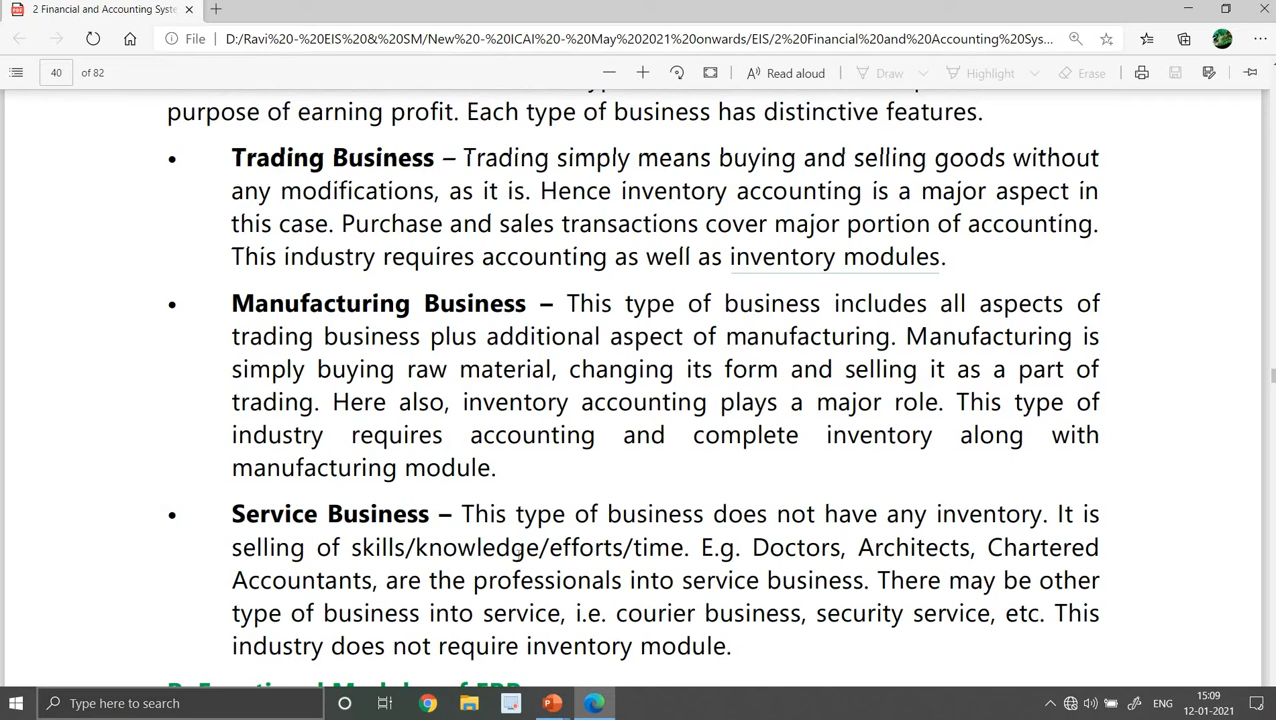 2 Financial and Accounting Syste
File D:/Ravi%20-%20EIS%20&%20SM/New%20-%20ICAI%20-%20May%202021%20onwards/EIS/2%20Financial%20and%20Accounting%20Sys...
40 of 82 Read aloud Draw Highlight Erase
purpose of earning profit. Each type of business has distinctive features.
• Trading Business – Trading simply means buying and selling goods without
any modifications, as it is. Hence inventory accounting is a major aspect in
this case. Purchase and sales transactions cover major portion of accounting.
This industry requires accounting as well as inventory modules.
• Manufacturing Business – This type of business includes all aspects of
trading business plus additional aspect of manufacturing. Manufacturing is
simply buying raw material, changing its form and selling it as a part of
trading. Here also, inventory accounting plays a major role. This type of
industry requires accounting and complete inventory along with
manufacturing module.
• Service Business – This type of business does not have any inventory. It is
selling of skills/knowledge/efforts/time. E.g. Doctors, Architects, Chartered
Accountants, are the professionals into service business. There may be other
type of business into service, i.e. courier business, security service, etc. This
industry does not require inventory module.
Type here to search
ENG
15:09
12-01-2021